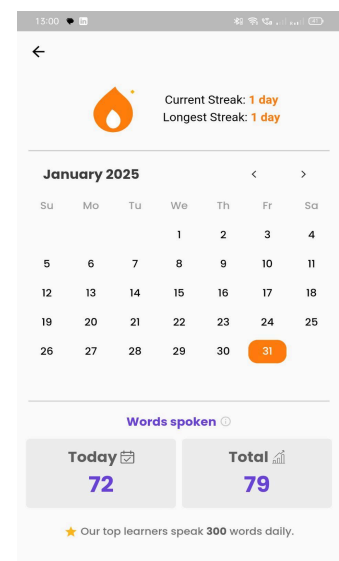 13:00
41
Current Streak: 1 day
Longest Streak: 1 day
January 2025
Su Mo Tu We Th Fr Sa
1 2 3 4
5 6 7 8 9 10 11
12 13 14 15 16 17 18
19 20 21 22 23 24 25
26 27 28 29 30 31
Words spoken
Today Total
72 79
Our top learners speak 300 words daily.